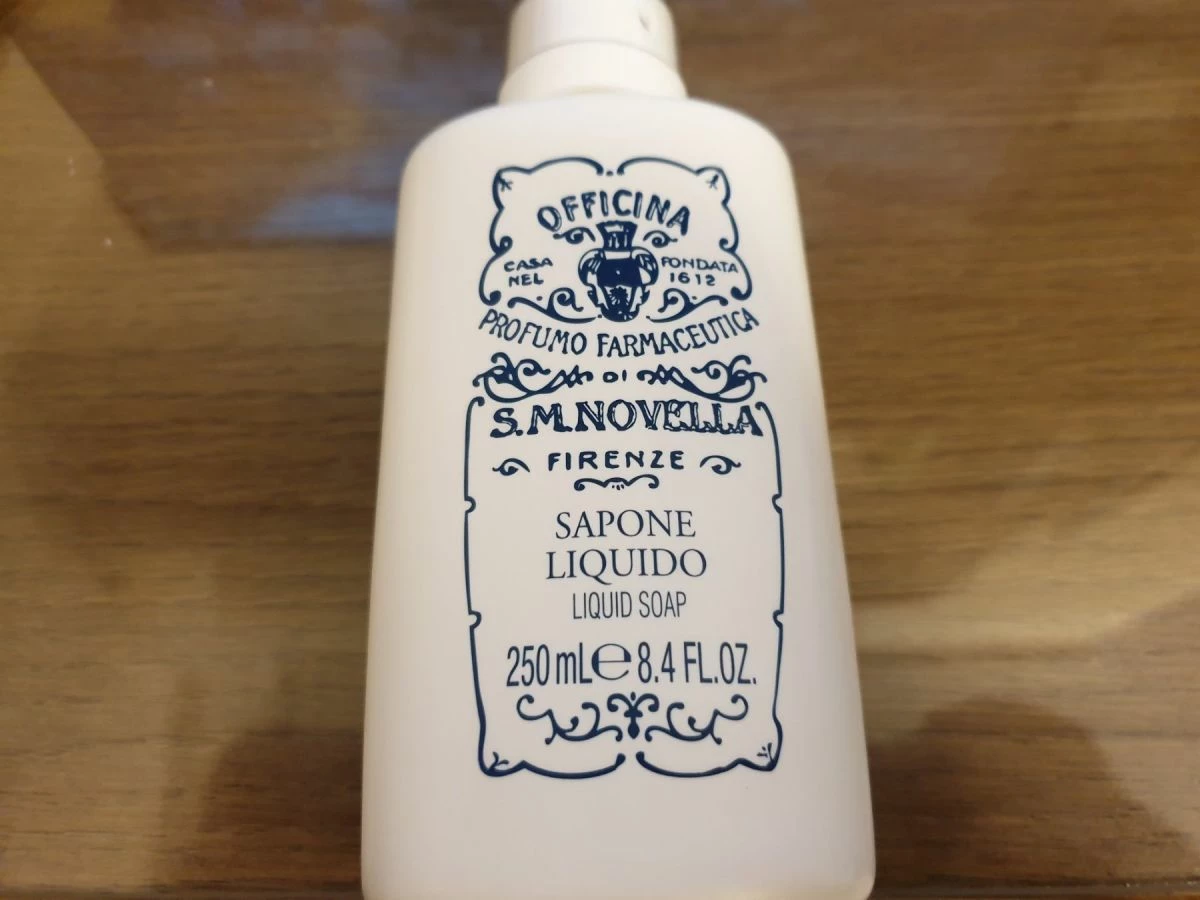 OFFICINA
CASA FONDATA
NEL 1612
PROFUMO FARMACEUTICA
DI
S.M.NOVELLA
FIRENZE
SAPONE
LIQUIDO
LIQUID SOAP
250 mL ℮ 8.4 FL.OZ.